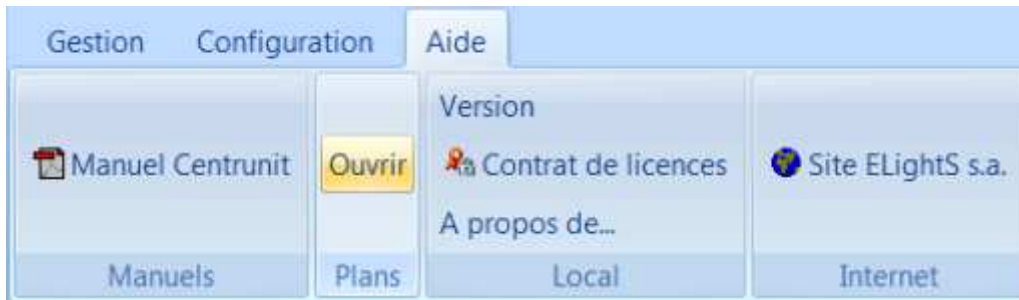 Gestion Configuration Aide
Version
Manuel Centrunit Ouvrir Contrat de licences Site ELightS s.a.
A propos de...
Manuels Plans Local Internet